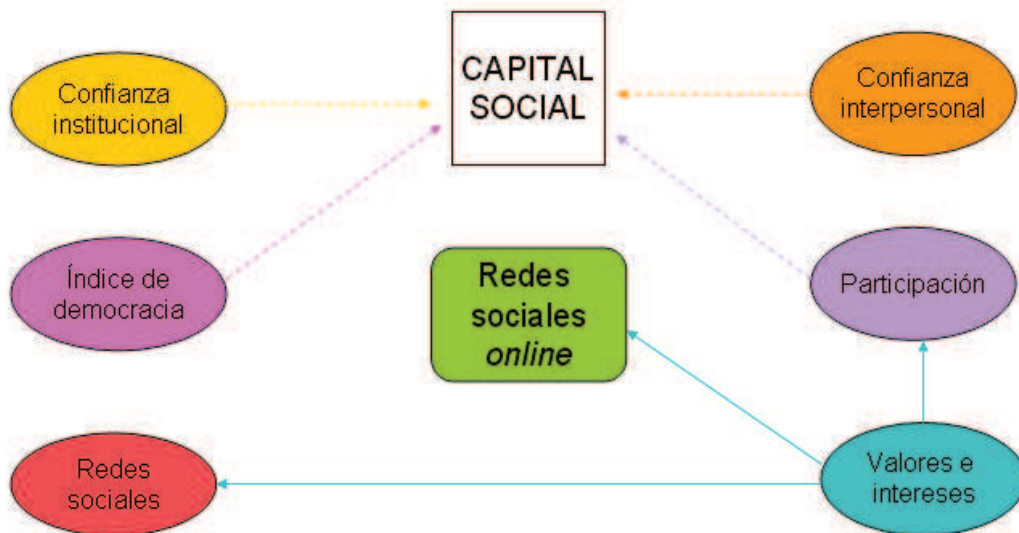 CAPITAL
SOCIAL
Confianza
institucional
Confianza
interpersonal
Índice de
democracia
Redes
sociales
online
Participación
Redes
sociales
Valores e
intereses